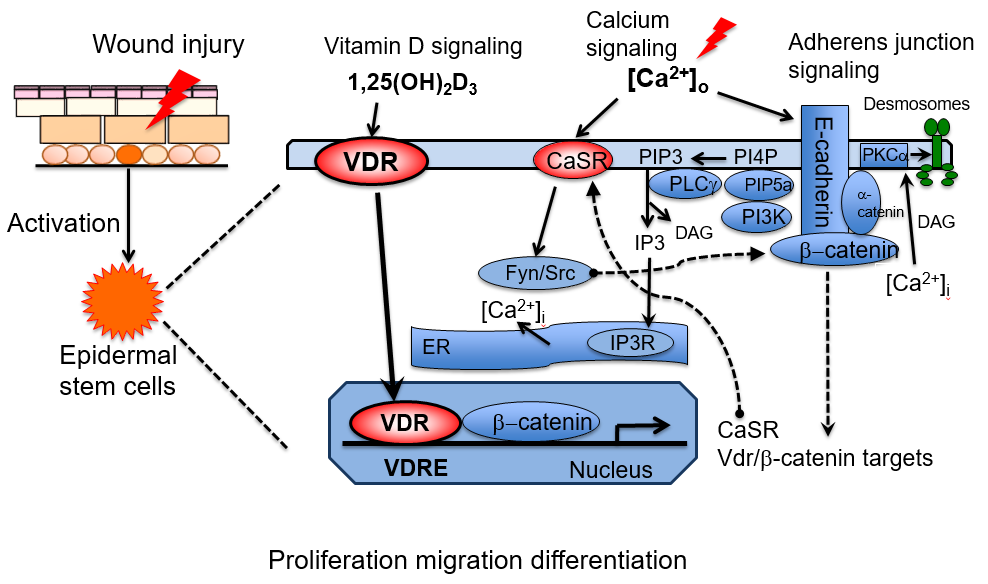 Wound injury
Vitamin D signaling
1,25(OH)₂D₃
Calcium
signaling
[Ca²⁺]ₒ
Adherens junction
signaling
Desmosomes
VDR
CaSR
PIP3
PI4P
E-cadherin
PKCα
PLCγ
PIP5a
PI3K
α-
catenin
DAG
Activation
IP3
DAG
β–catenin
Fyn/Src
[Ca²⁺]ᵢ
[Ca²⁺]ᵢ
ER
IP3R
Epidermal
stem cells
VDR
β–catenin
VDRE
Nucleus
CaSR
Vdr/β-catenin targets
Proliferation migration differentiation